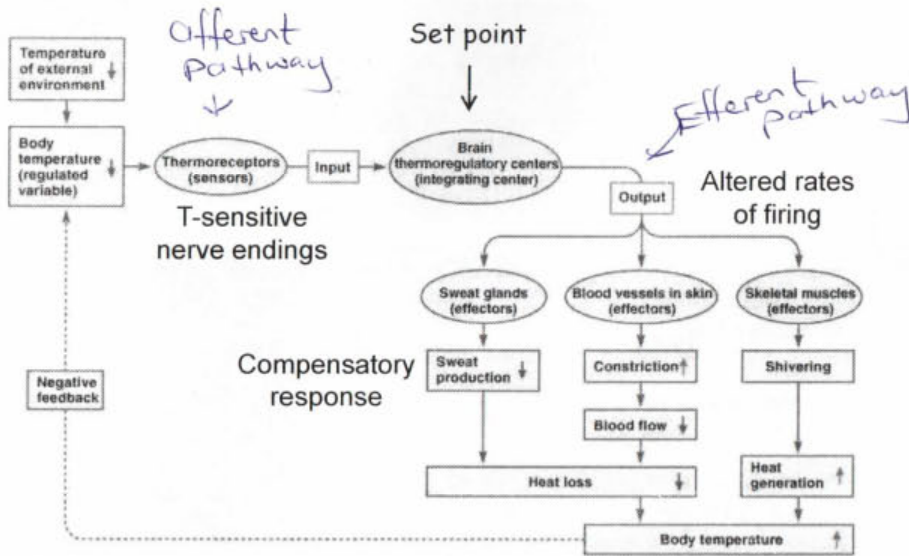 Afferent
pathway
Set point
Efferent
pathway
Temperature
of external
environment ↓
Body
temperature
(regulated
variable) ↓
Thermoreceptors
(sensors)
Input
Brain
thermoregulatory centers
(integrating center)
Output
Altered rates
of firing
T-sensitive
nerve endings
Sweat glands
(effectors)
Blood vessels in skin
(effectors)
Skeletal muscles
(effectors)
Compensatory
response
Sweat
production ↓
Constriction ↑
Shivering
Negative
feedback
Blood flow ↓
Heat loss ↓
Heat
generation ↑
Body temperature ↑